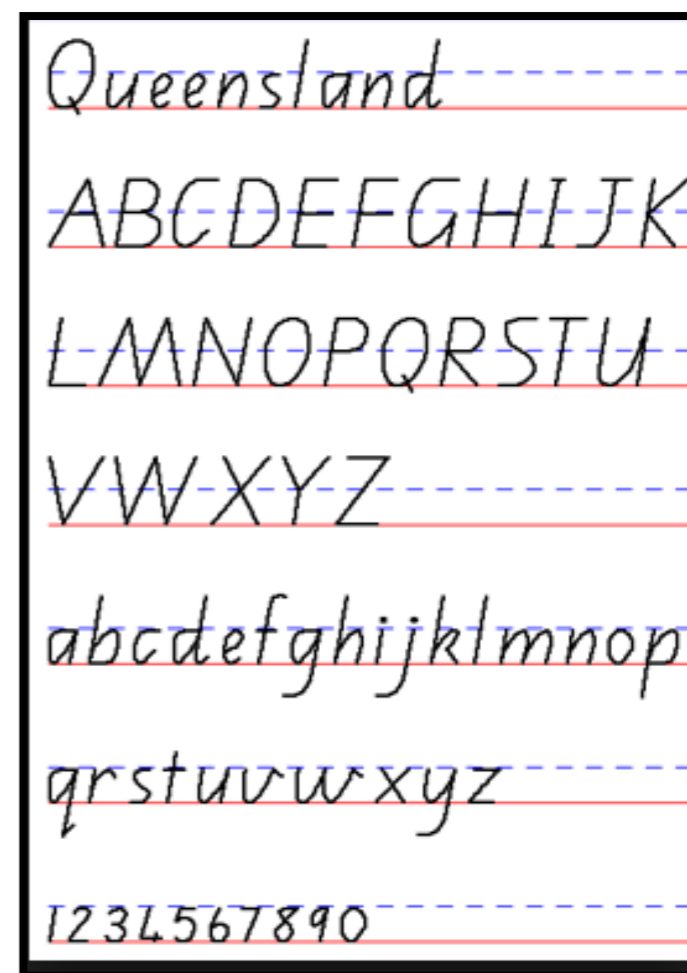 Queensland
ABCDEFGHIJK
LMNOPQRSTU
VWXYZ
abcdefghijklmnop
qrstuvwxyz
1234567890